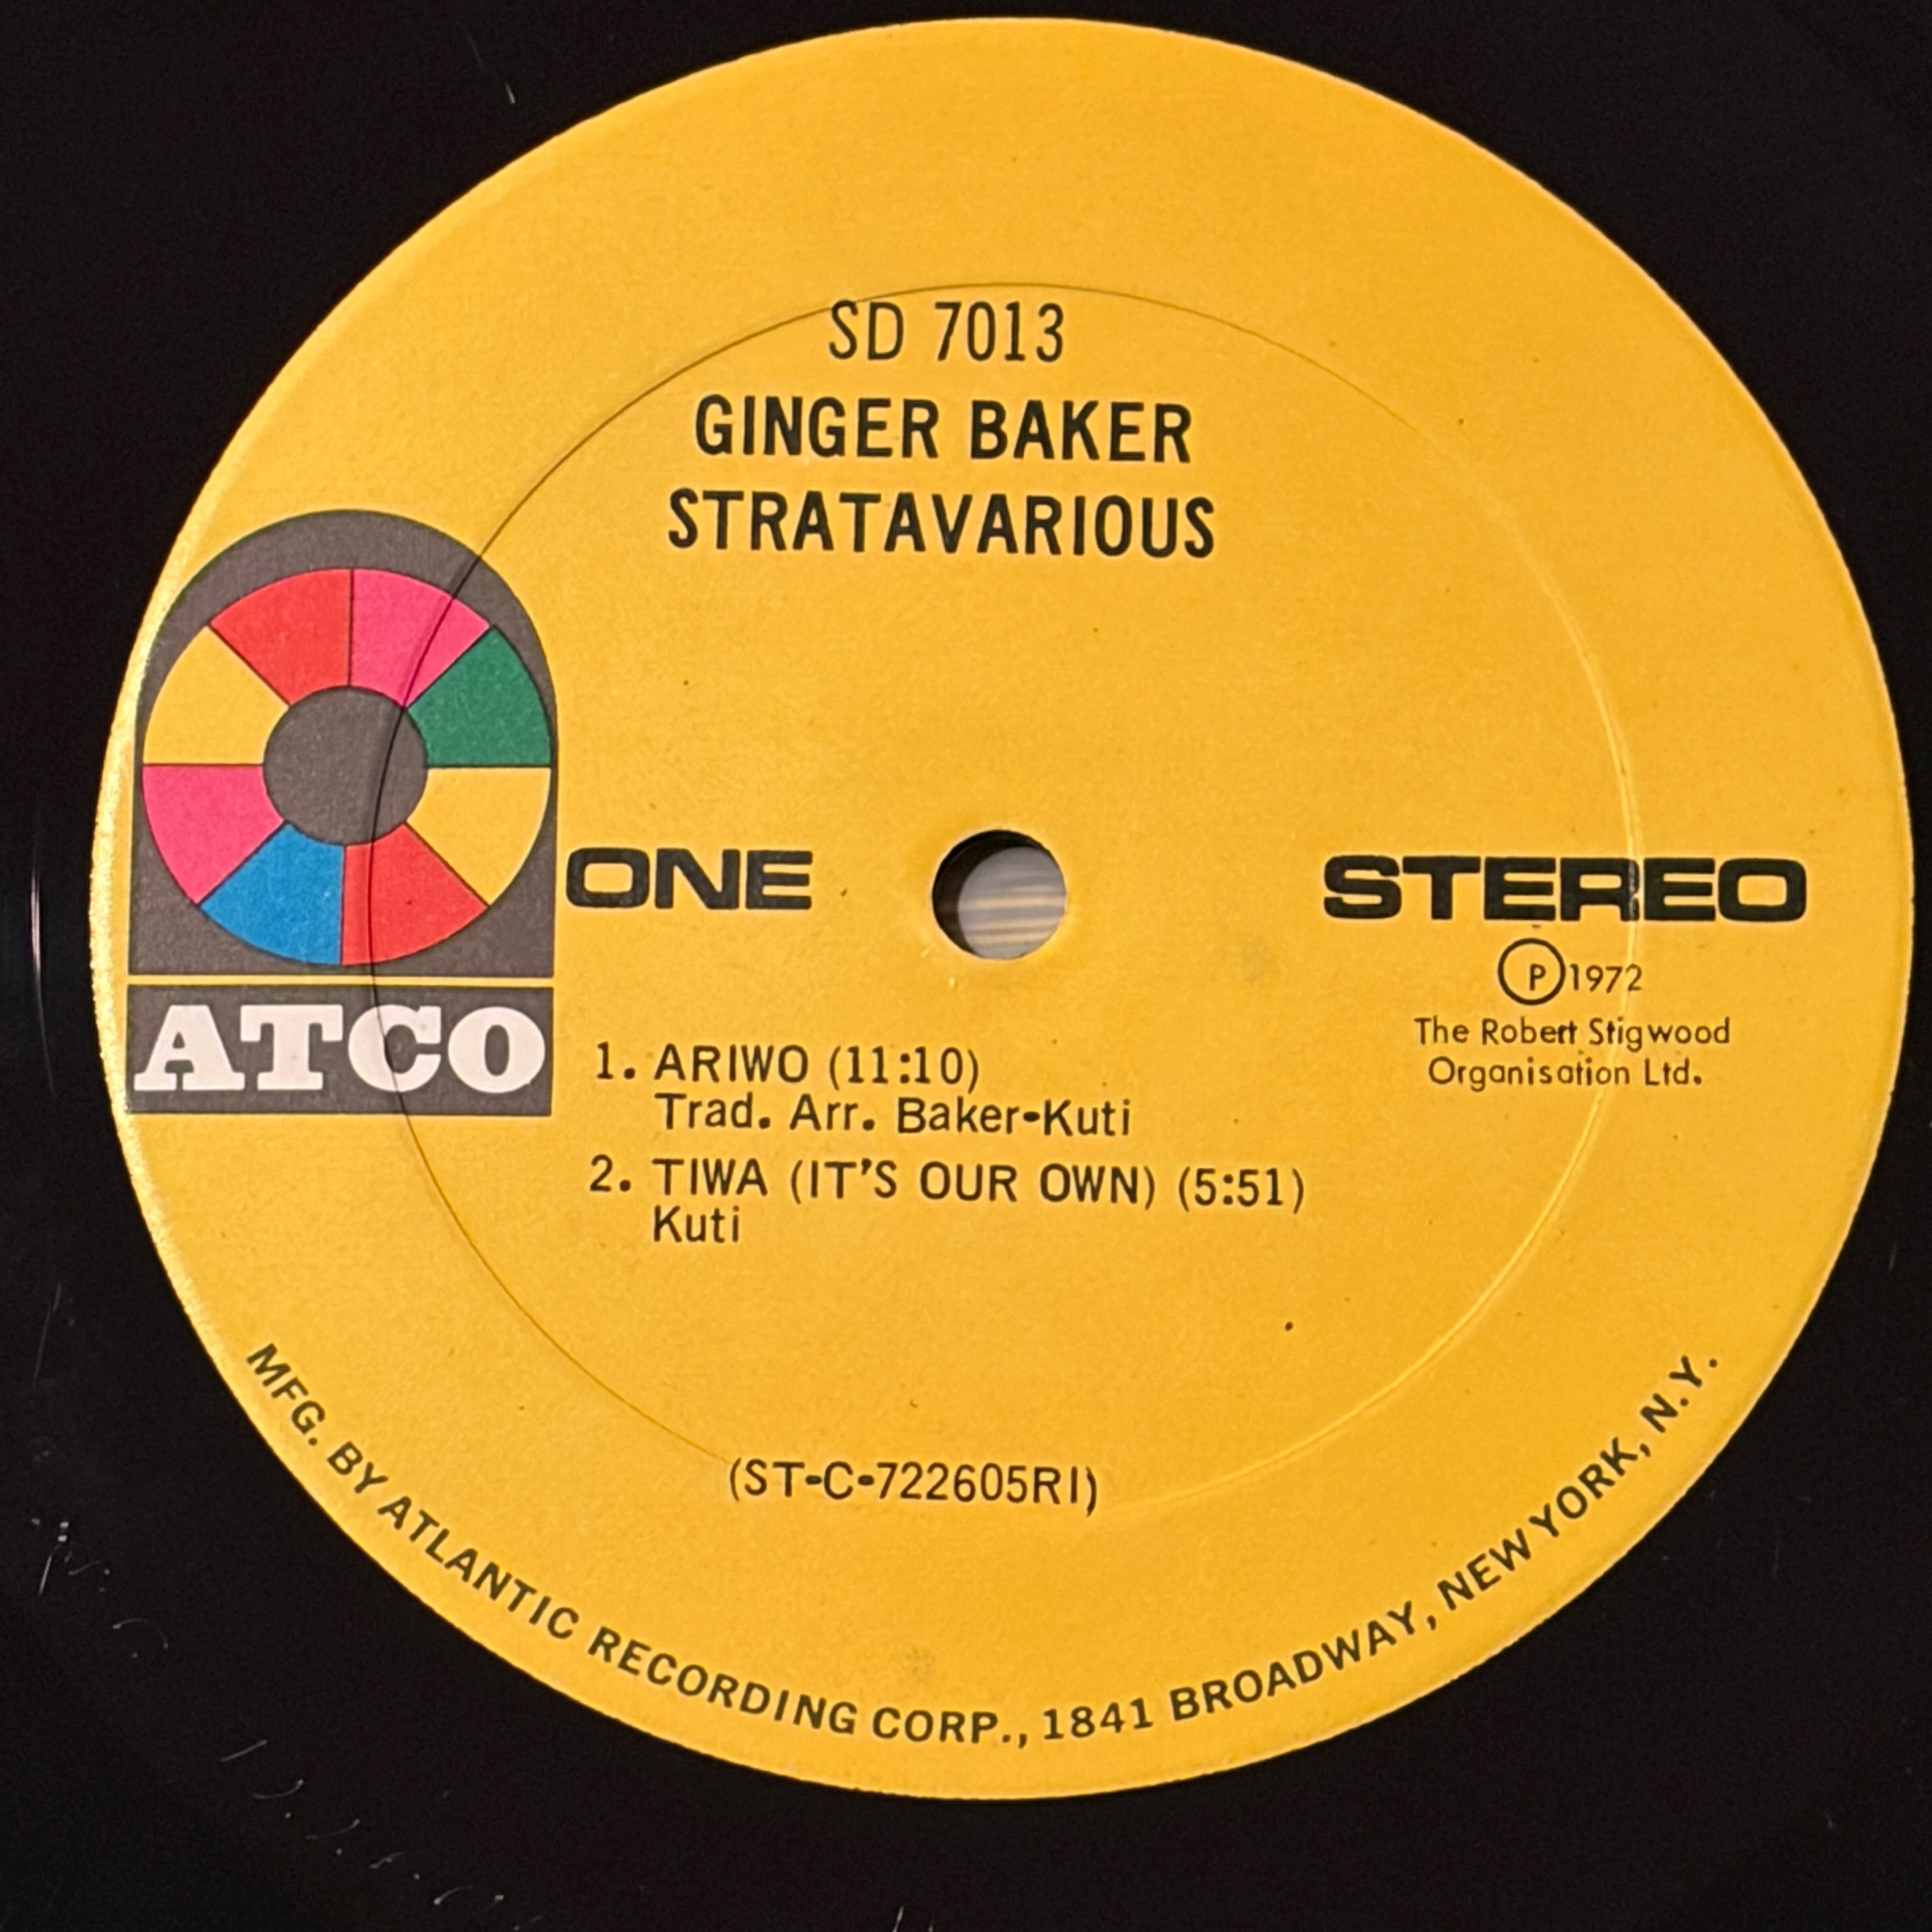 SD 7013
GINGER BAKER
STRATAVARIOUS
ATCO
ONE
STEREO
Ⓟ1972
The Robert Stigwood
Organisation Ltd.
1. ARIWO (11:10)
Trad. Arr. Baker-Kuti
2. TIWA (IT'S OUR OWN) (5:51)
Kuti
(ST-C-722605RI)
MFG. BY ATLANTIC RECORDING CORP., 1841 BROADWAY, NEW YORK, N.Y.